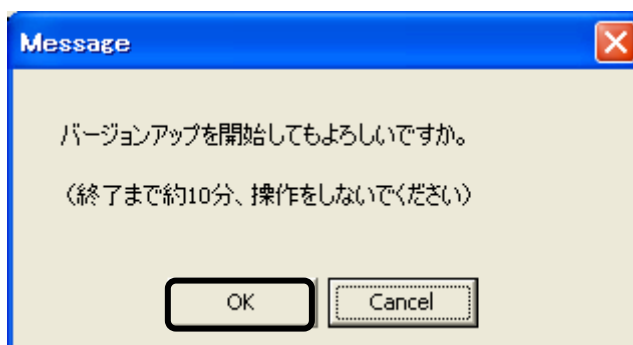 Message
バージョンアップを開始してもよろしいですか。
（終了まで約10分、操作をしないでください）
OK
Cancel